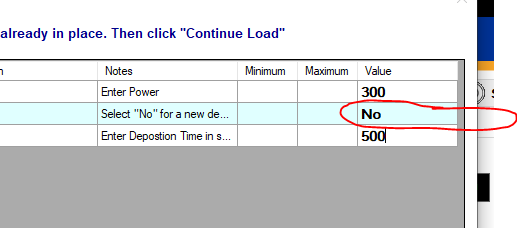 already in place. Then click "Continue Load"
Notes Minimum Maximum Value
Enter Power 300
Select "No" for a new de... No
Enter Depostion Time in s... 500